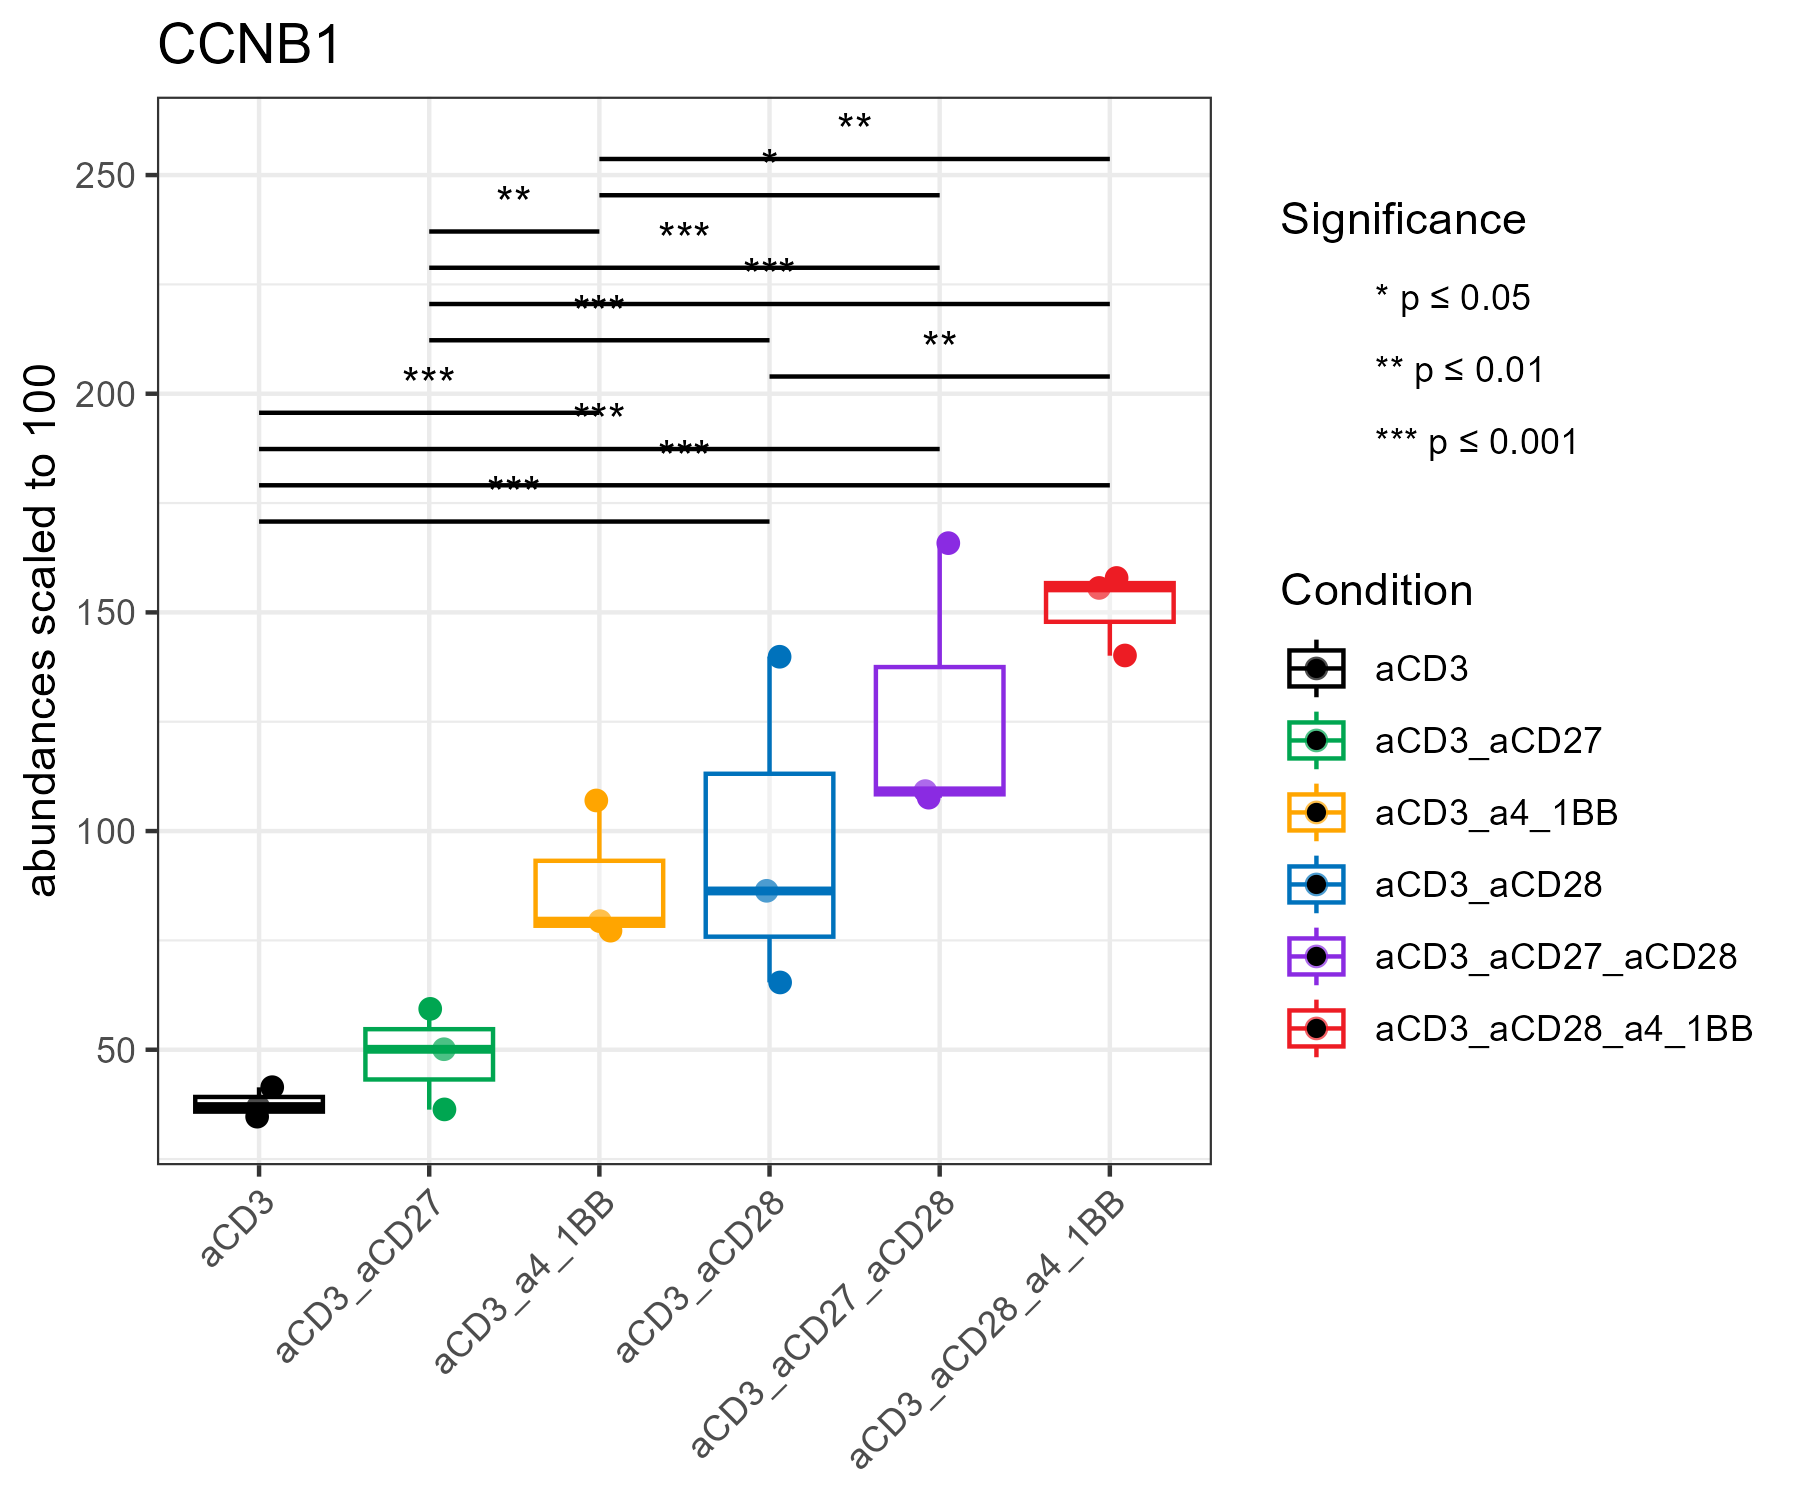 CCNB1
abundances scaled to 100
250
200
150
100
50
**
*
**
***
***
***
**
***
***
***
***
aCD3
aCD3_aCD27
aCD3_a4_1BB
aCD3_aCD28
aCD3_aCD27_aCD28
aCD3_aCD28_a4_1BB
Significance
* p ≤ 0.05
** p ≤ 0.01
*** p ≤ 0.001
Condition
aCD3
aCD3_aCD27
aCD3_a4_1BB
aCD3_aCD28
aCD3_aCD27_aCD28
aCD3_aCD28_a4_1BB